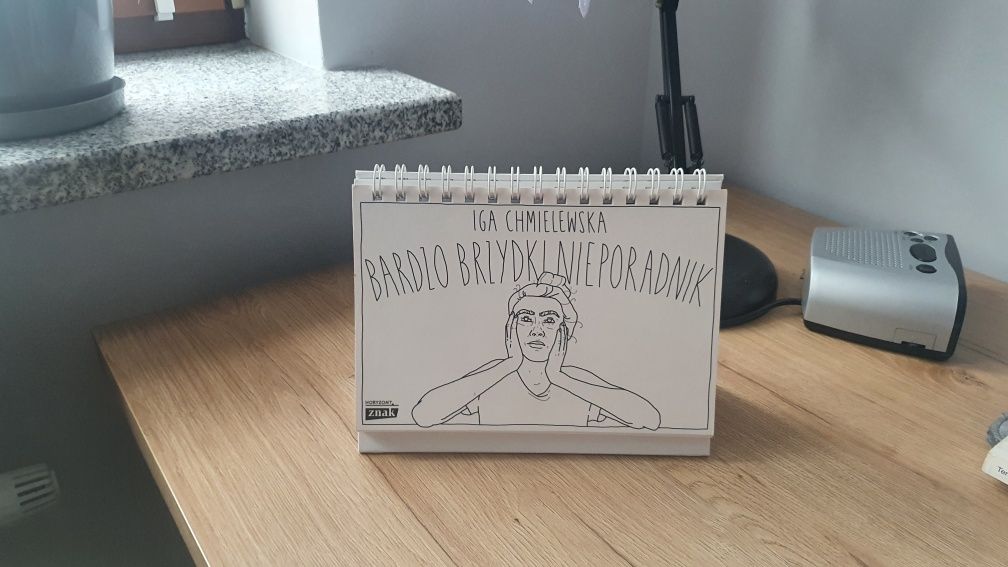 IGA CHMIELEWSKA
BARDZO BRZYDKI NIEPORADNIK
HORYZONT
znak